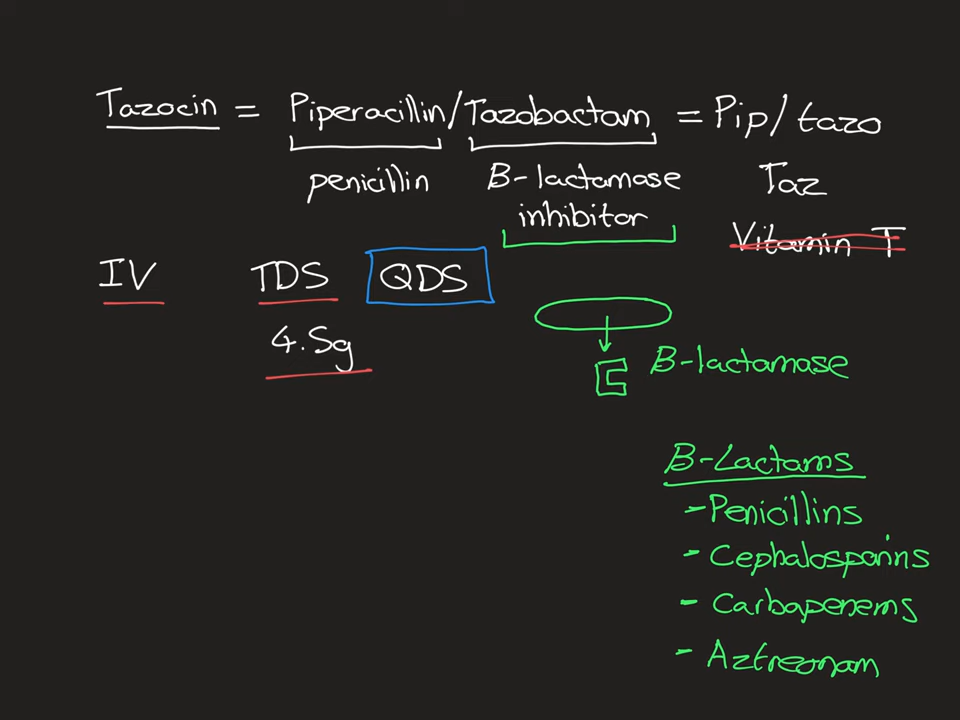 Tazocin = Piperacillin/Tazobactam = Pip/tazo
penicillin B-lactamase inhibitor Taz
Vitamin T
IV TDS QDS
4.5g
B-lactamase
B-Lactams
- Penicillins
- Cephalosporins
- Carbapenems
- Aztreonam